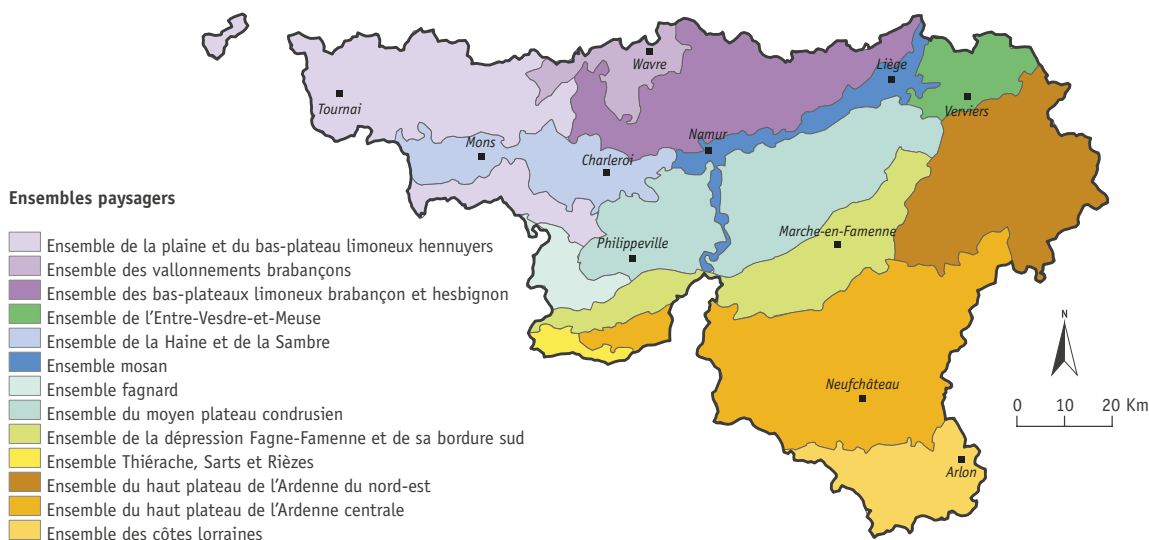 Wavre
Liège
Tournai
Verviers
Mons
Namur
Charleroi
Ensembles paysagers
Marche-en-Famenne
Philippeville
Ensemble de la plaine et du bas-plateau limoneux hennuyers
Ensemble des vallonnements brabançons
Ensemble des bas-plateaux limoneux brabançon et hesbignon
Ensemble de l'Entre-Vesdre-et-Meuse
Ensemble de la Haine et de la Sambre
Ensemble mosan
Ensemble fagnard
Ensemble du moyen plateau condrusien
Ensemble de la dépression Fagne-Famenne et de sa bordure sud
Ensemble Thiérache, Sarts et Rièzes
Ensemble du haut plateau de l'Ardenne du nord-est
Ensemble du haut plateau de l'Ardenne centrale
Ensemble des côtes lorraines
N
Neufchâteau
0 10 20 Km
Arlon